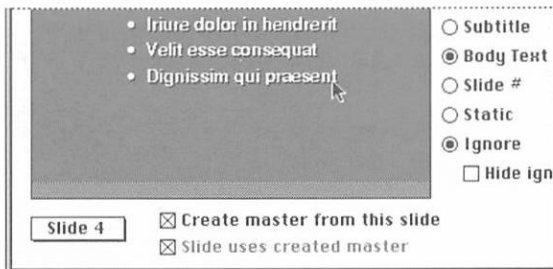 • Iriure dolor in hendrerit
• Velit esse consequat
• Dignissim qui praesent
Subtitle
Body Text
Slide #
Static
Ignore
Hide ign
Slide 4
Create master from this slide
Slide uses created master